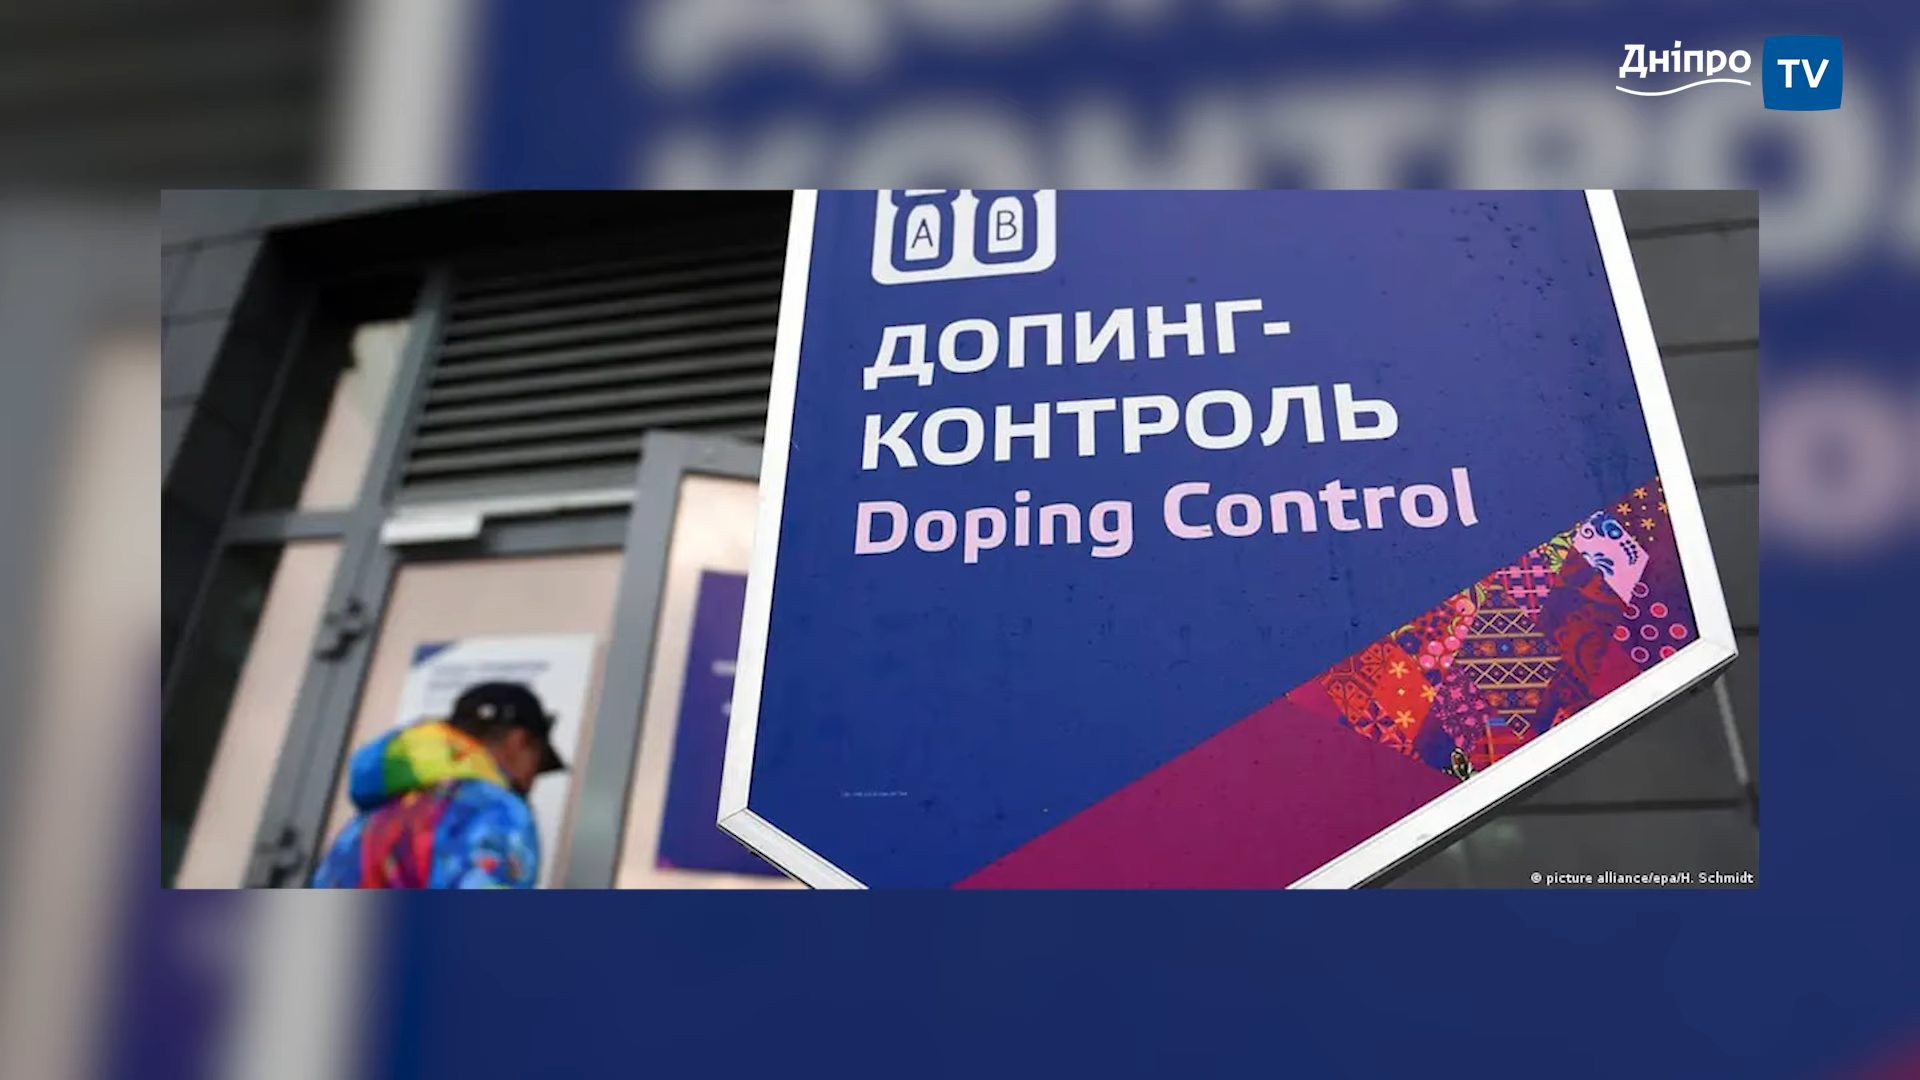 Дніпро TV
A B
ДОПИНГ-
КОНТРОЛЬ
Doping Control
© picture alliance/epa/H. Schmidt